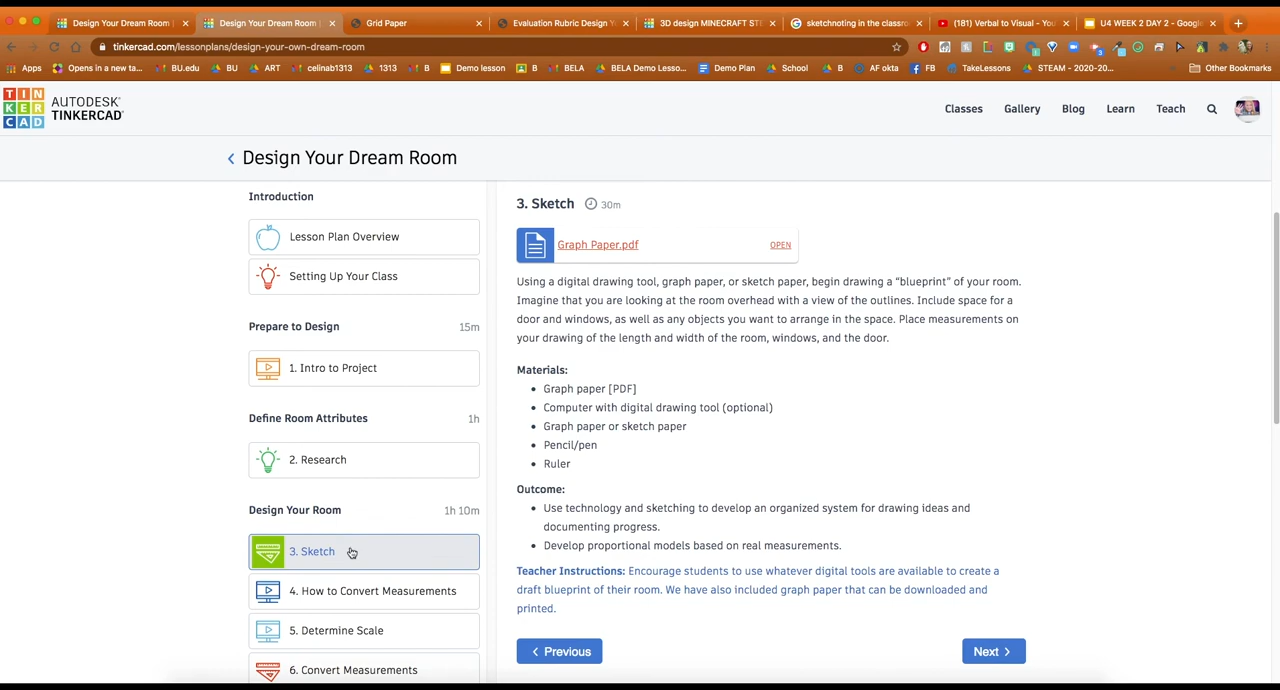 Design Your Dream Room |
Design Your Dream Room |
Grid Paper
Evaluation Rubric Design Y
3D design MINECRAFT STE
sketchnoting in the classro
(181) Verbal to Visual - You
U4 WEEK 2 DAY 2 - Google
tinkercad.com/lessonplans/design-your-own-dream-room
Apps
Opens in a new ta...
BU.edu
BU
ART
celinab1313
1313
B
Demo lesson
B
BELA
BELA Demo Lesso...
Demo Plan
School
B
AF okta
FB
TakeLessons
STEAM - 2020-20...
Other Bookmarks
TIN
KER
CAD
AUTODESK
TINKERCAD
Classes
Gallery
Blog
Learn
Teach
Design Your Dream Room
Introduction
Lesson Plan Overview
Setting Up Your Class
Prepare to Design 15m
1. Intro to Project
Define Room Attributes 1h
2. Research
Design Your Room 1h 10m
3. Sketch
4. How to Convert Measurements
5. Determine Scale
6. Convert Measurements
3. Sketch 30m
Graph Paper.pdf OPEN
Using a digital drawing tool, graph paper, or sketch paper, begin drawing a “blueprint” of your room.
Imagine that you are looking at the room overhead with a view of the outlines. Include space for a
door and windows, as well as any objects you want to arrange in the space. Place measurements on
your drawing of the length and width of the room, windows, and the door.
Materials:
• Graph paper [PDF]
• Computer with digital drawing tool (optional)
• Graph paper or sketch paper
• Pencil/pen
• Ruler
Outcome:
• Use technology and sketching to develop an organized system for drawing ideas and
documenting progress.
• Develop proportional models based on real measurements.
Teacher Instructions: Encourage students to use whatever digital tools are available to create a
draft blueprint of their room. We have also included graph paper that can be downloaded and
printed.
Previous
Next